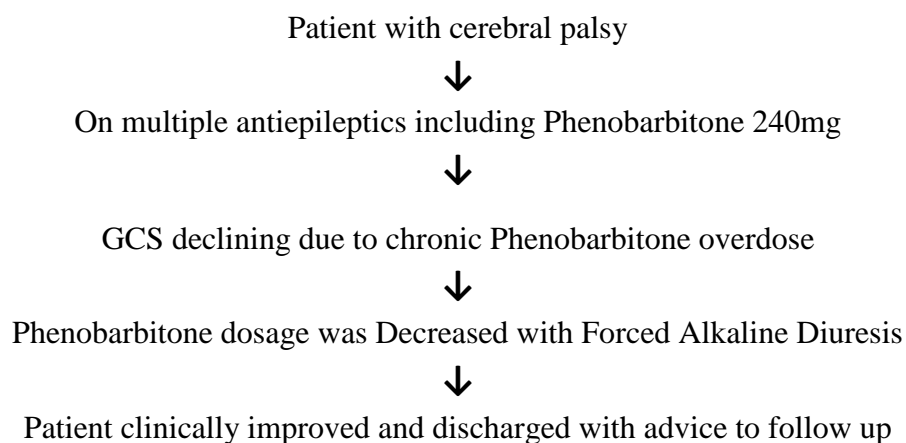 Patient with cerebral palsy
On multiple antiepileptics including Phenobarbitone 240mg
GCS declining due to chronic Phenobarbitone overdose
Phenobarbitone dosage was Decreased with Forced Alkaline Diuresis
Patient clinically improved and discharged with advice to follow up